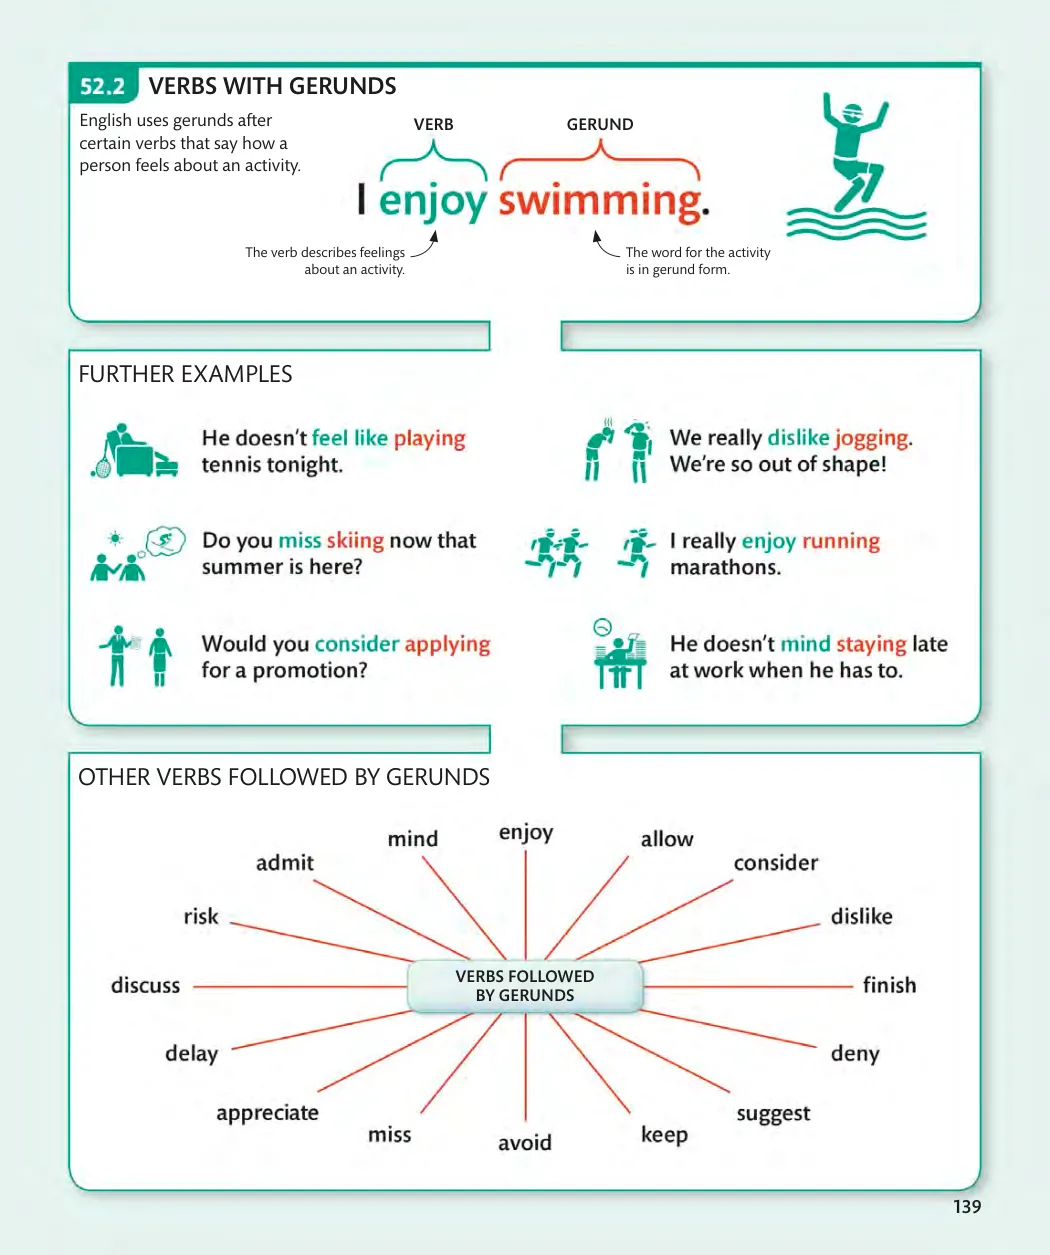 52.2 VERBS WITH GERUNDS
English uses gerunds after
certain verbs that say how a
person feels about an activity.
VERB
GERUND
I enjoy swimming.
The verb describes feelings
about an activity.
The word for the activity
is in gerund form.
FURTHER EXAMPLES
He doesn't feel like playing
tennis tonight.
We really dislike jogging.
We're so out of shape!
Do you miss skiing now that
summer is here?
I really enjoy running
marathons.
Would you consider applying
for a promotion?
He doesn't mind staying late
at work when he has to.
OTHER VERBS FOLLOWED BY GERUNDS
enjoy
mind
allow
admit
consider
risk
dislike
discuss
VERBS FOLLOWED
BY GERUNDS
finish
delay
deny
appreciate
suggest
miss
avoid
keep
139